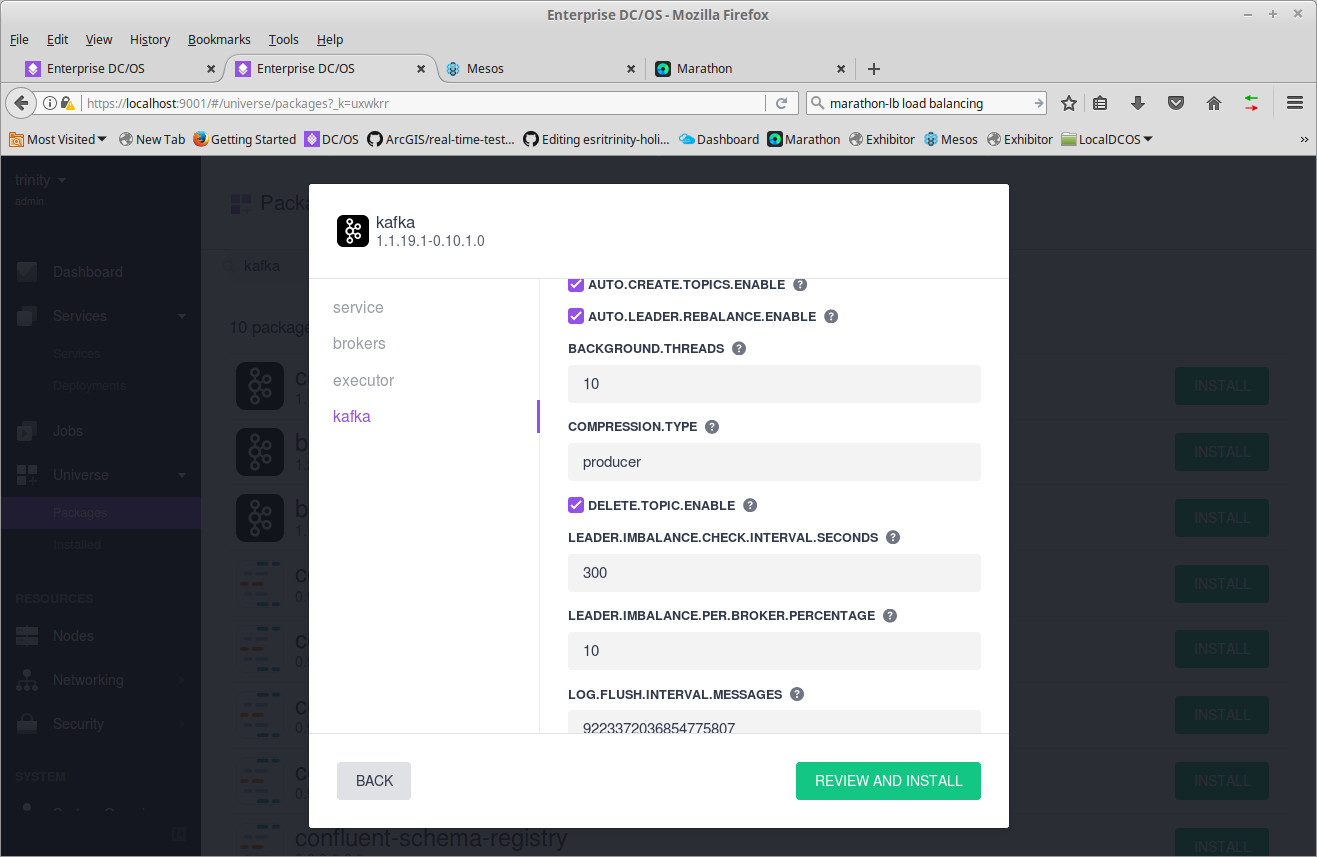 Enterprise DC/OS - Mozilla Firefox
File Edit View History Bookmarks Tools Help
Enterprise DC/OS
Enterprise DC/OS
Mesos
Marathon
https://localhost:9001/#/universe/packages?_k=uxwkrr
marathon-lb load balancing
Most Visited New Tab Getting Started DC/OS ArcGIS/real-time-test... Editing esritrinity-holi... Dashboard Marathon Exhibitor Mesos Exhibitor LocalDCOS »
trinity
admin
Dashboard
Services
Services
Deployments
Jobs
Universe
Packages
Installed
RESOURCES
Nodes
Networking
Security
SYSTEM
Packa
kafka
10 package
kafka
1.1.19.1-0.10.1.0
service
brokers
executor
kafka
AUTO.CREATE.TOPICS.ENABLE
AUTO.LEADER.REBALANCE.ENABLE
BACKGROUND.THREADS
10
COMPRESSION.TYPE
producer
DELETE.TOPIC.ENABLE
LEADER.IMBALANCE.CHECK.INTERVAL.SECONDS
300
LEADER.IMBALANCE.PER.BROKER.PERCENTAGE
10
LOG.FLUSH.INTERVAL.MESSAGES
9223372036854775807
BACK
REVIEW AND INSTALL
INSTALL
INSTALL
INSTALL
INSTALL
INSTALL
INSTALL
INSTALL
INSTALL
confluent-schema-registry